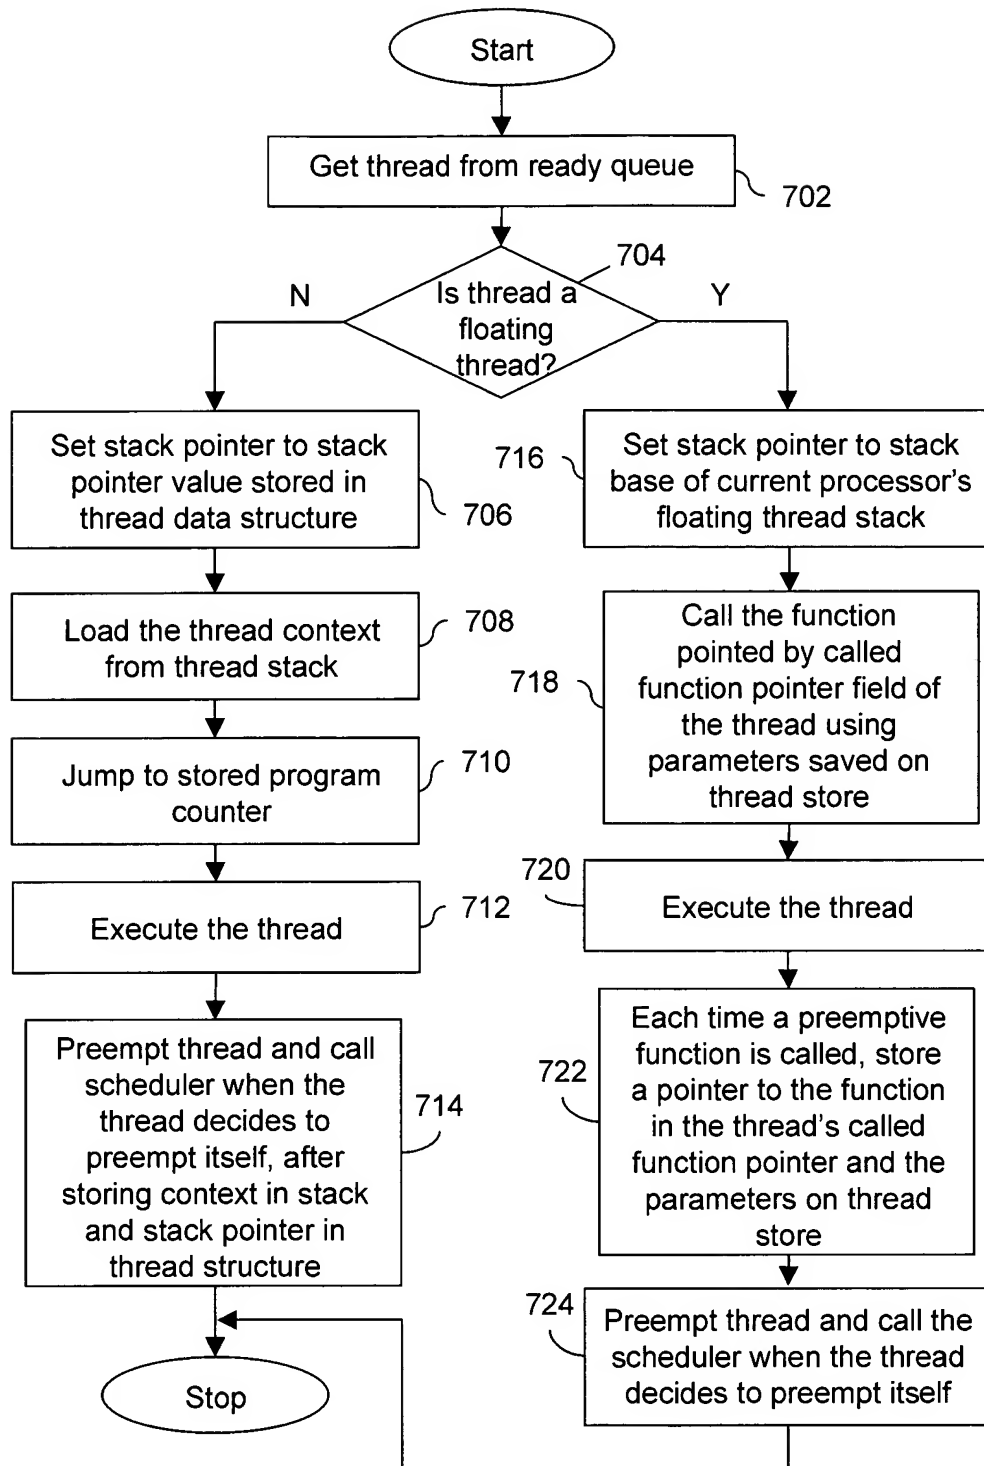 Start
Get thread from ready queue
702
704
Is thread a
floating
thread?
N
Y
Set stack pointer to stack
pointer value stored in
thread data structure
706
Load the thread context
from thread stack
708
Jump to stored program
counter
710
Execute the thread
712
Preempt thread and call
scheduler when the
thread decides to
preempt itself, after
storing context in stack
and stack pointer in
thread structure
714
Stop
716
Set stack pointer to stack
base of current processor's
floating thread stack
718
Call the function
pointed by called
function pointer field of
the thread using
parameters saved on
thread store
720
Execute the thread
722
Each time a preemptive
function is called, store
a pointer to the function
in the thread's called
function pointer and the
parameters on thread
store
724
Preempt thread and call the
scheduler when the thread
decides to preempt itself